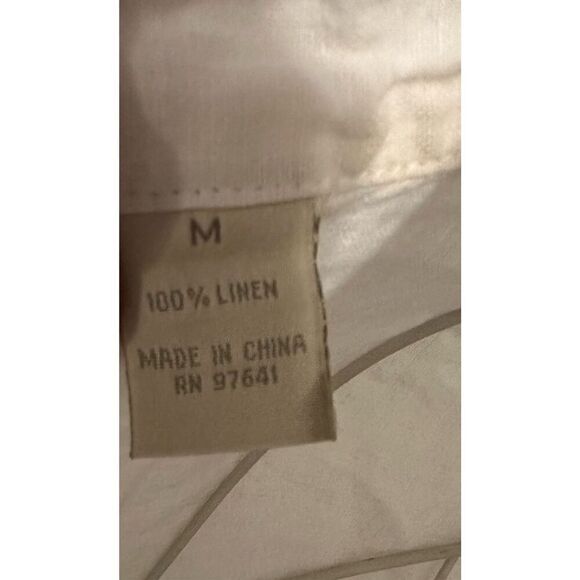 M
100% LINEN
MADE IN CHINA
RN 97641